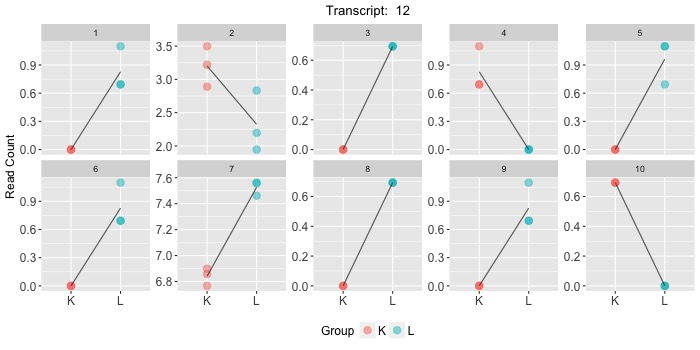 Transcript: 12
1 2 3 4 5
0.9 0.6 0.3 0.0
3.5 3.0 2.5 2.0
0.6 0.4 0.2 0.0
0.9 0.6 0.3 0.0
0.9 0.6 0.3 0.0
Read Count
6 7 8 9 10
0.9 0.6 0.3 0.0
7.6 7.4 7.2 7.0 6.8
0.6 0.4 0.2 0.0
0.9 0.6 0.3 0.0
0.6 0.4 0.2 0.0
K L K L K L K L K L
Group K L